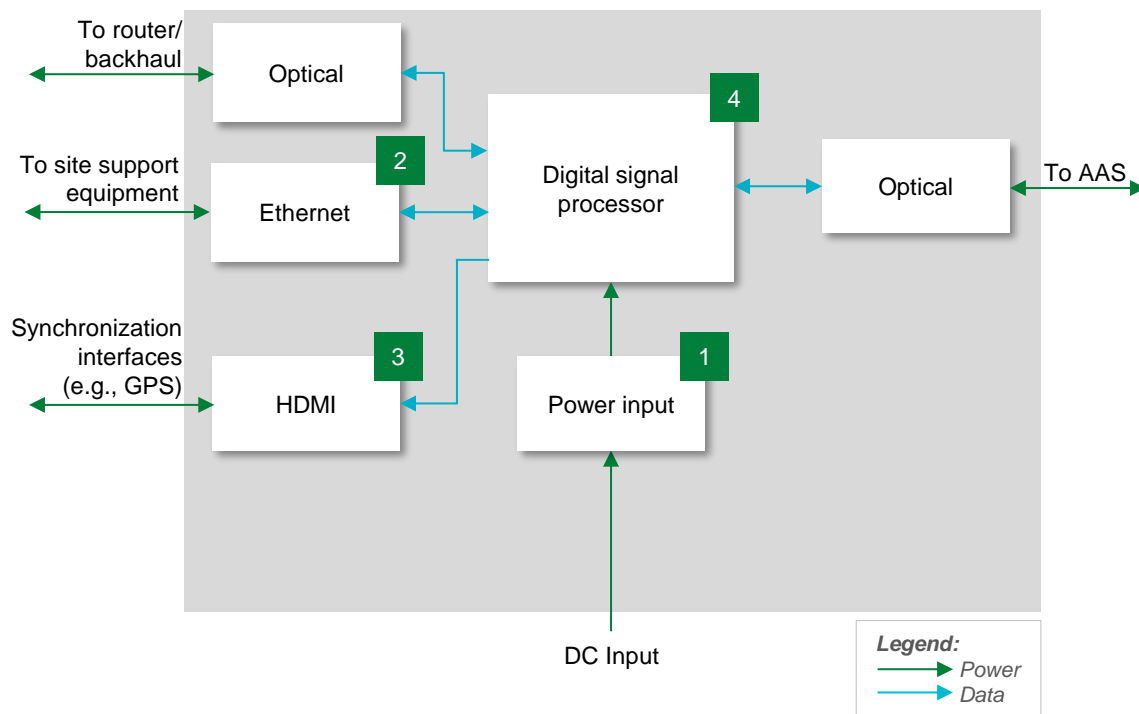 To router/
backhaul
Optical
4
2
To site support
equipment
Ethernet
Digital signal
processor
Optical
To AAS
Synchronization
interfaces
(e.g., GPS)
3
HDMI
1
Power input
DC Input
Legend:
Power
Data